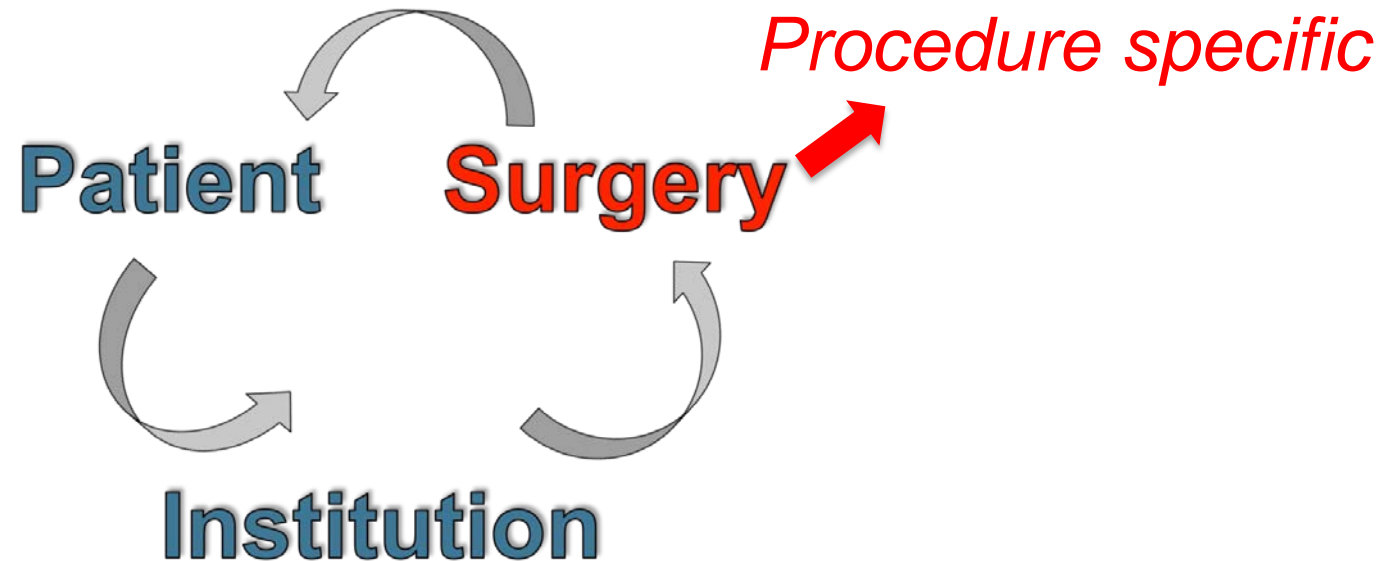 Procedure specific
Patient
Surgery
Institution